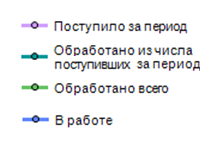 Поступило за период
Обработано из числа
поступивших за период
Обработано всего
В работе